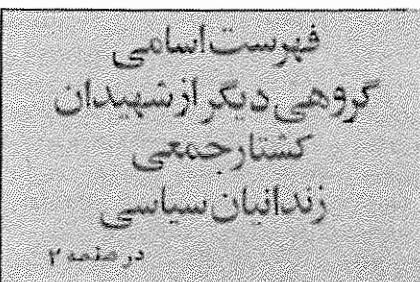 فهرست اسامی
گروهی دیگر از شهیدان
کشتار جمعی
زندانیان سیاسی
در صفحه ۲